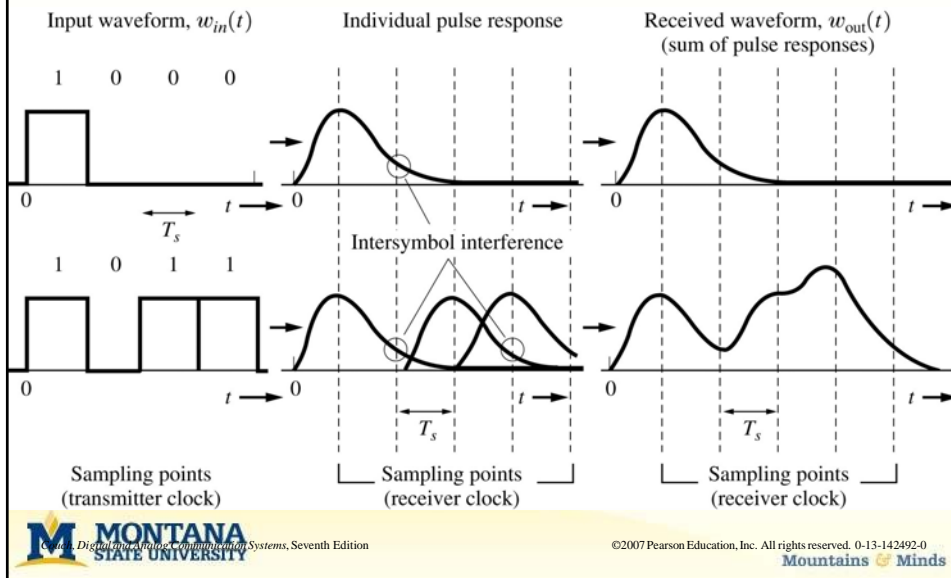 Input waveform, w_in(t)
Individual pulse response
Received waveform, w_out(t)
(sum of pulse responses)
1 0 0 0
0
T_s
t
0
t
0
t
Intersymbol interference
1 0 1 1
0
t
0
T_s
t
0
T_s
t
Sampling points
(transmitter clock)
Sampling points
(receiver clock)
Sampling points
(receiver clock)
M MONTANA
STATE UNIVERSITY
Couch, Digital and Analog Communication Systems, Seventh Edition
©2007 Pearson Education, Inc. All rights reserved. 0-13-142492-0
Mountains & Minds